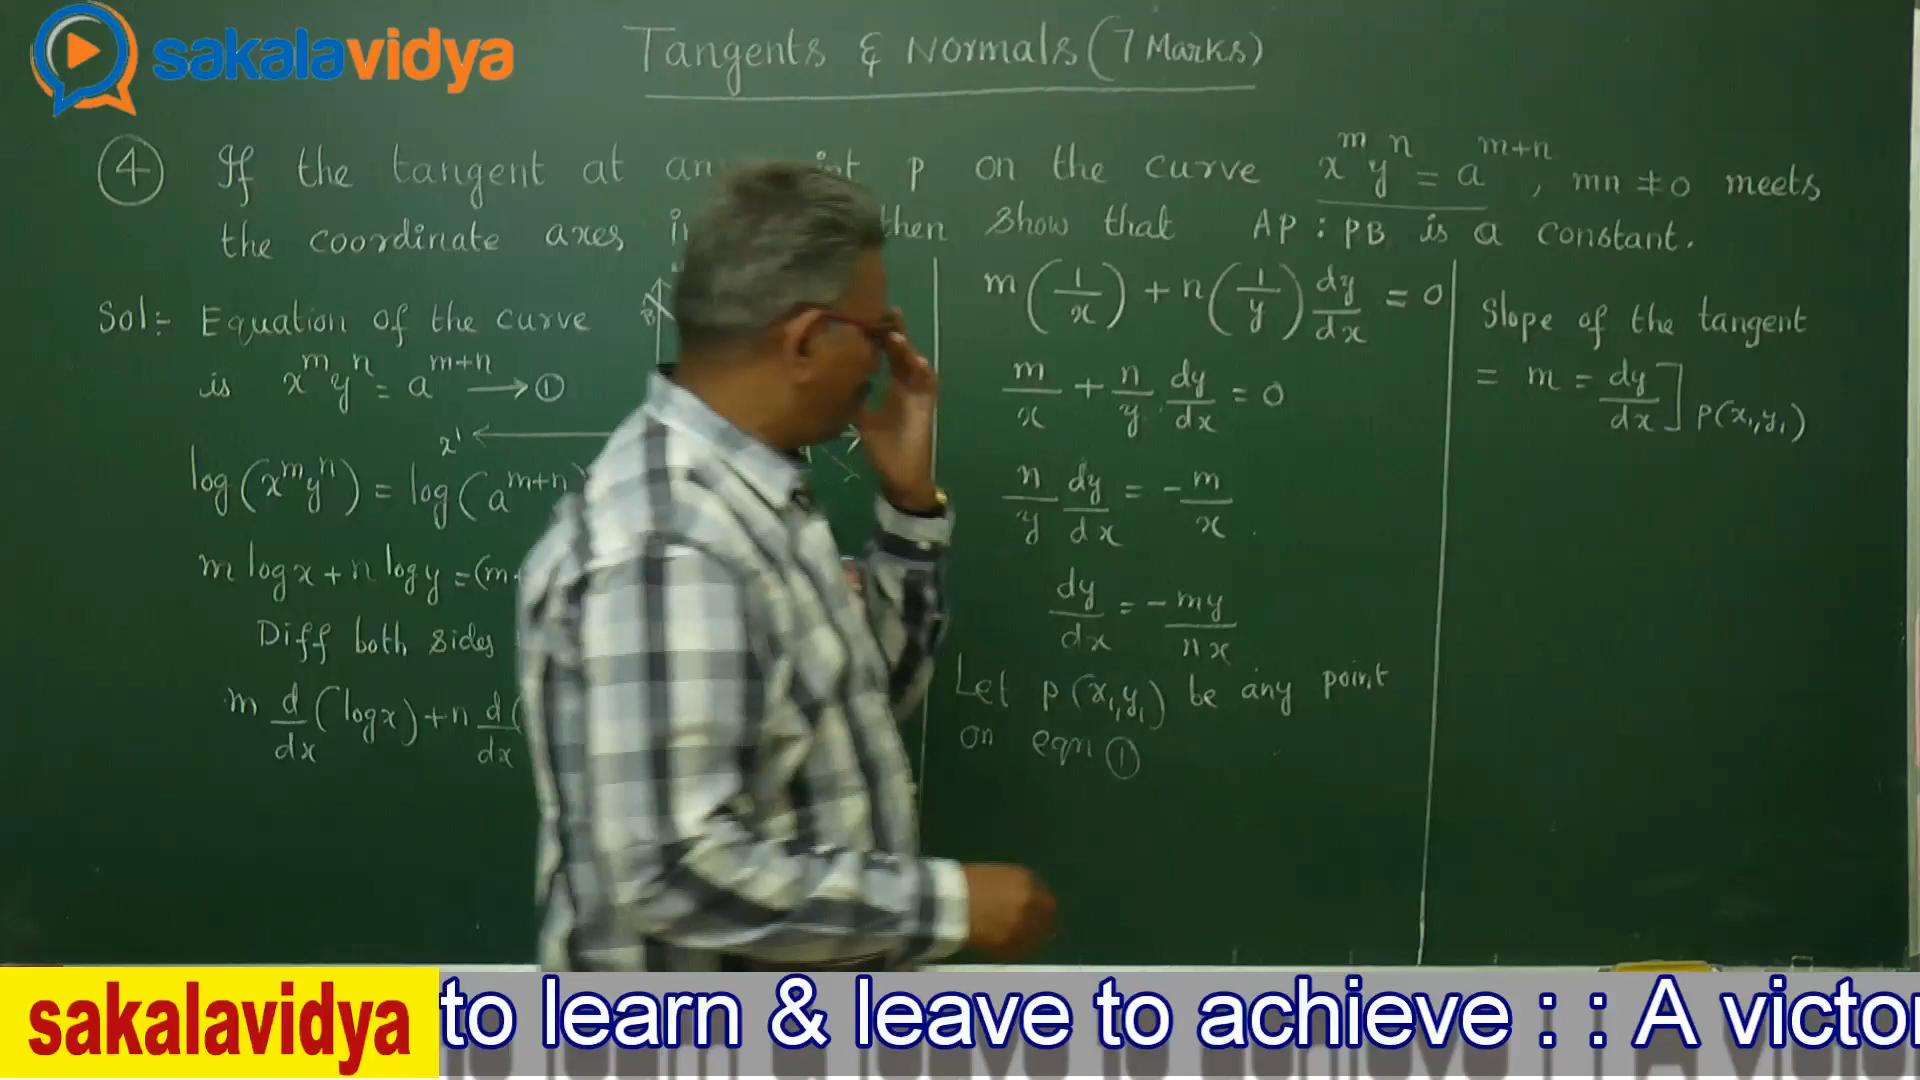 sakalavidya
Tangents & Normals (7 Marks)
④ If the tangent at p on the curve x^m y^n = a^{m+n}, mn ≠ 0 meets
the coordinate axes then show that AP : PB is a constant.
Sol:- Equation of the curve
is x^m y^n = a^{m+n} → ①
log(x^m y^n) = log(a^{m+n})
m log x + n log y = (m+
Diff both sides
m d/dx (log x) + n d/dx (
B
x'
m(1/x) + n(1/y) dy/dx = 0
m/x + n/y . dy/dx = 0
n/y dy/dx = - m/x .
dy/dx = - my/nx
Let p(x₁,y₁) be any point
on eqn ①
Slope of the tangent
= m = dy/dx ] P(x₁,y₁)
sakalavidya to learn & leave to achieve : : A victor